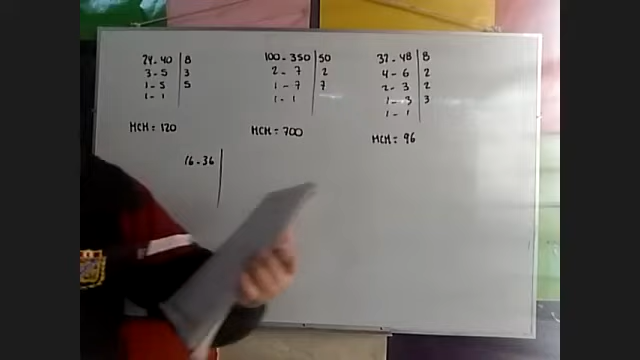 24 - 40 | 8
3 - 5 | 3
1 - 5 | 5
1 - 1
MCM = 120
100 - 350 | 50
2 - 7 | 2
1 - 7 | 7
1 - 1
MCM = 700
32 - 48 | 8
4 - 6 | 2
2 - 3 | 2
1 - 3 | 3
1 - 1
MCM = 96
16 - 36